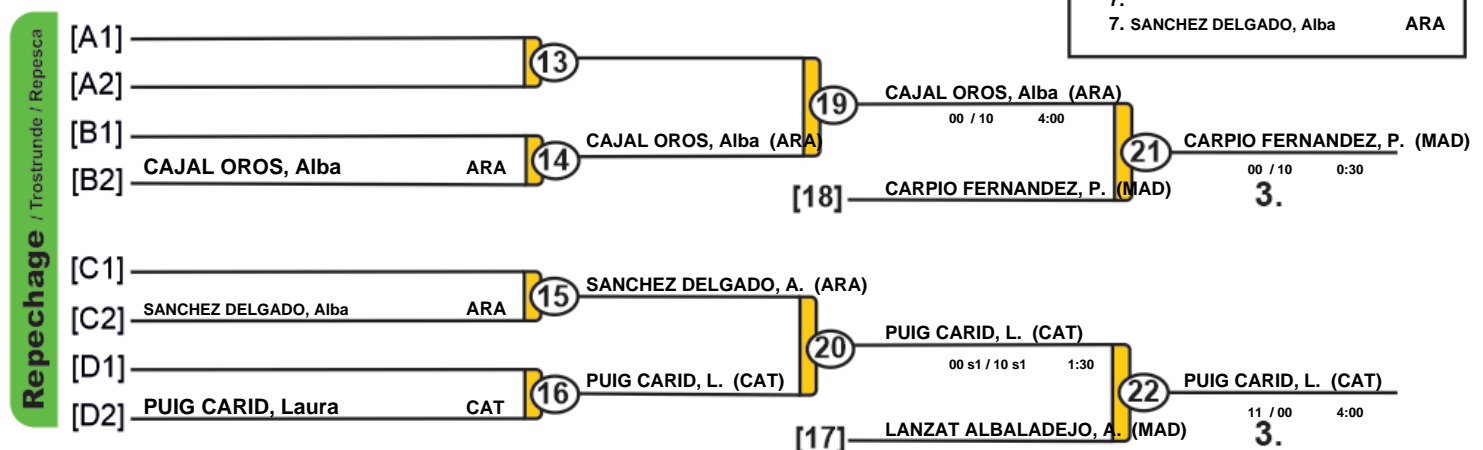 7.
7. SANCHEZ DELGADO, Alba ARA
Repechage / Trostrunde / Repesca
[A1]
13
[A2]
19
CAJAL OROS, Alba (ARA)
00 / 10 4:00
[B1]
14
CAJAL OROS, Alba (ARA)
21
CARPIO FERNANDEZ, P. (MAD)
00 / 10 0:30
3.
CAJAL OROS, Alba ARA
[B2]
[18]
CARPIO FERNANDEZ, P. (MAD)
[C1]
15
SANCHEZ DELGADO, A. (ARA)
SANCHEZ DELGADO, Alba ARA
[C2]
20
PUIG CARID, L. (CAT)
00 s1 / 10 s1 1:30
[D1]
16
PUIG CARID, L. (CAT)
22
PUIG CARID, L. (CAT)
11 / 00 4:00
3.
PUIG CARID, Laura CAT
[D2]
[17]
LANZAT ALBALADEJO, A. (MAD)